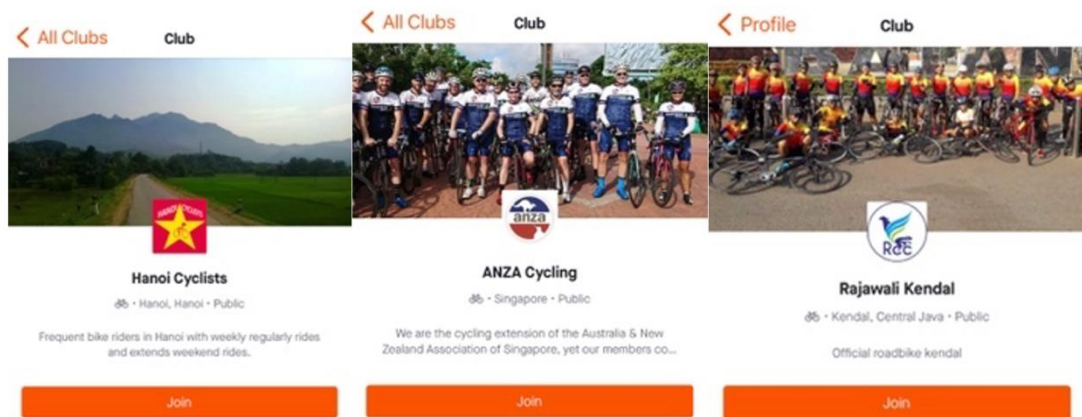 All Clubs
Club
HANOI CYCLISTS
Hanoi Cyclists
• Hanoi, Hanoi • Public
Frequent bike riders in Hanoi with weekly regularly rides
and extends weekend rides.
Join
All Clubs
Club
anza
ANZA Cycling
• Singapore • Public
We are the cycling extension of the Australia & New
Zealand Association of Singapore, yet our members co...
Join
Profile
Club
RCC
Rajawali Kendal
• Kendal, Central Java • Public
Official roadbike kendal
Join